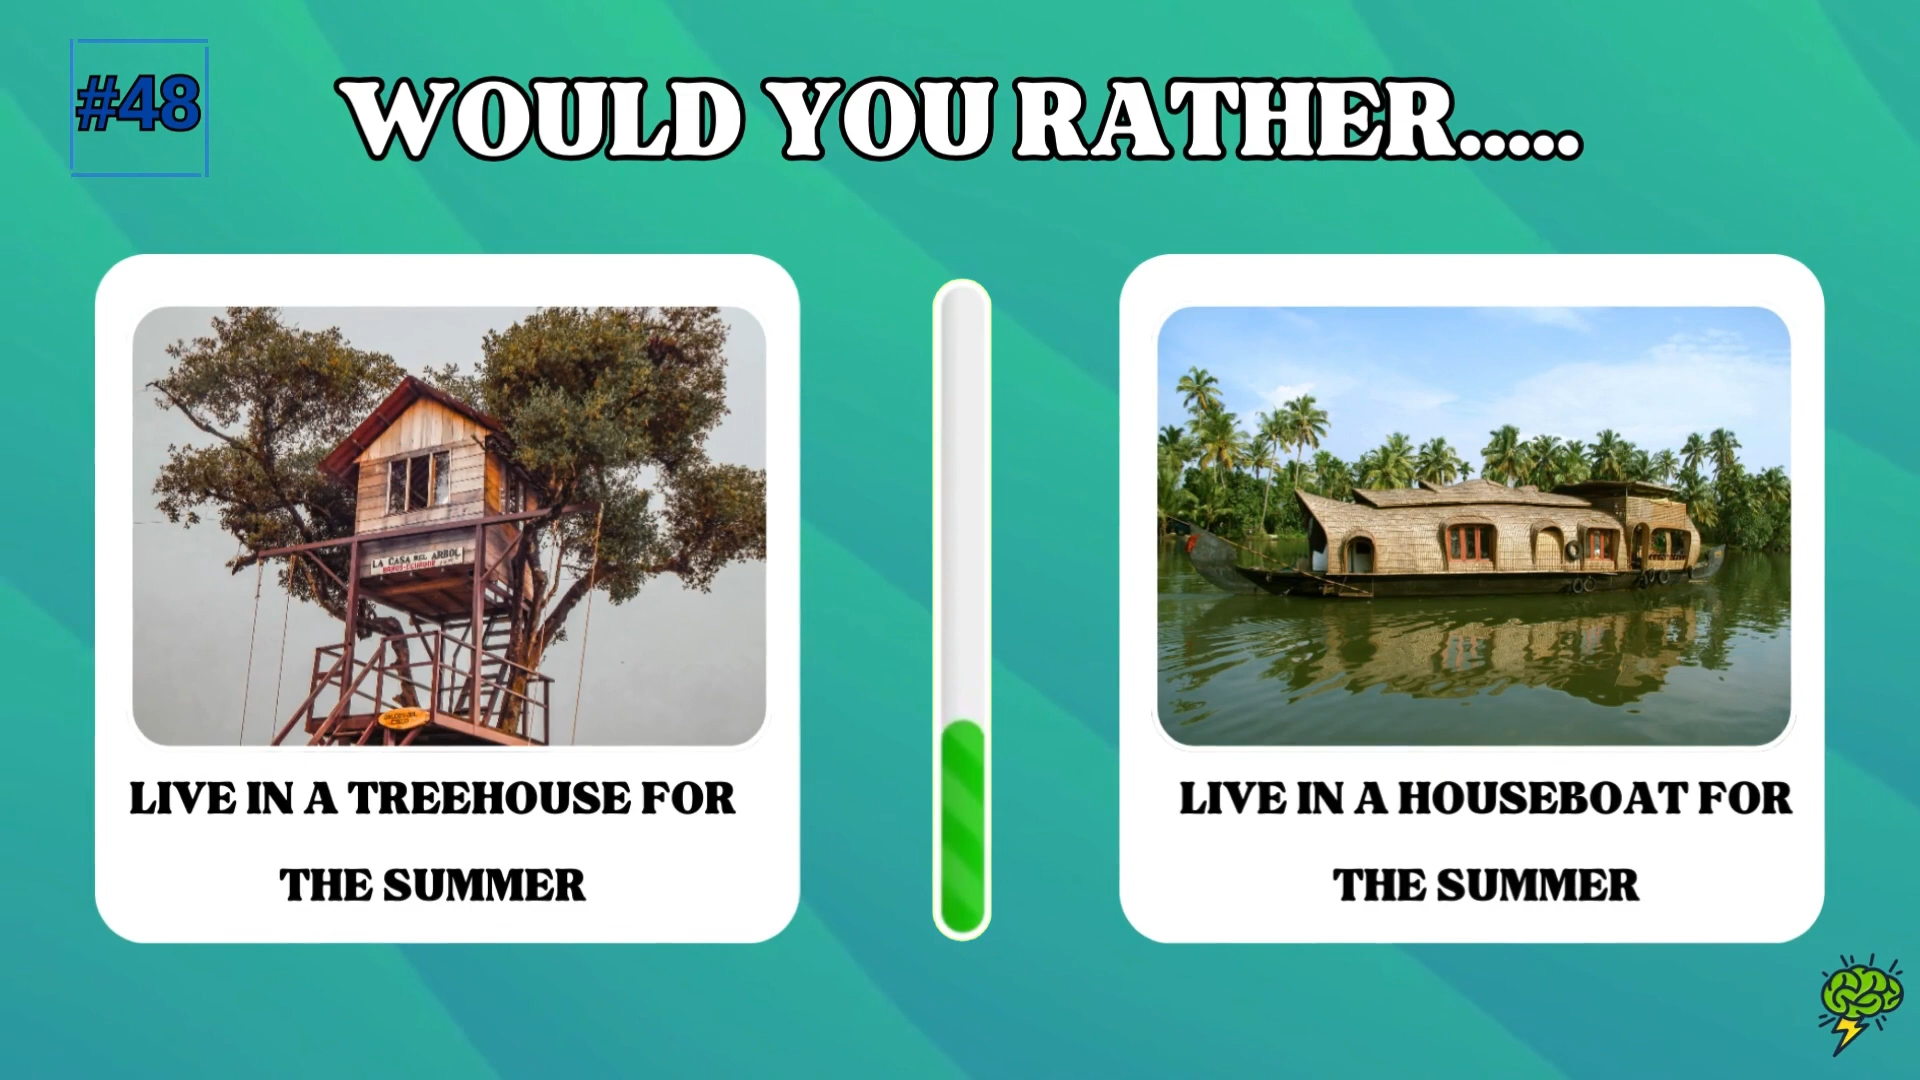 #48
WOULD YOU RATHER.....
LA CASA DEL ARBOL
LIVE IN A TREEHOUSE FOR
THE SUMMER
LIVE IN A HOUSEBOAT FOR
THE SUMMER